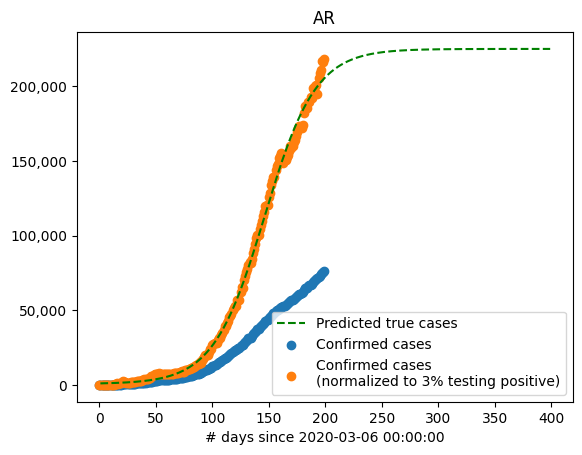 AR
200,000
150,000
100,000
50,000
0
Predicted true cases
Confirmed cases
Confirmed cases
(normalized to 3% testing positive)
0 50 100 150 200 250 300 350 400
# days since 2020-03-06 00:00:00